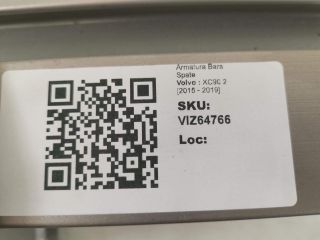 Armatura Bara
Spate
Volvo : XC90 2
[2015 - 2019]
SKU:
VIZ64766
Loc: